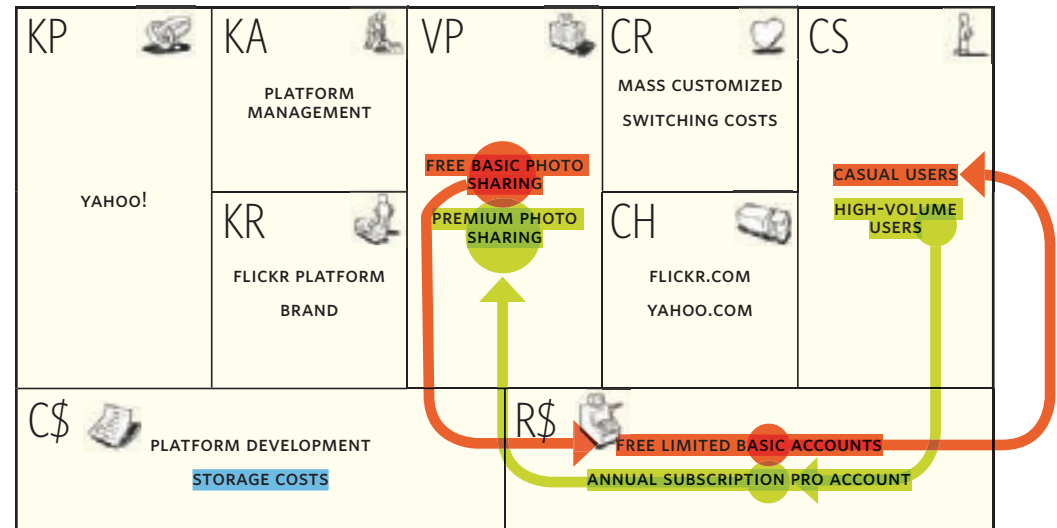 KP
YAHOO!
KA
PLATFORM
MANAGEMENT
KR
FLICKR PLATFORM
BRAND
VP
FREE BASIC PHOTO
SHARING
PREMIUM PHOTO
SHARING
CR
MASS CUSTOMIZED
SWITCHING COSTS
CH
FLICKR.COM
YAHOO.COM
CS
CASUAL USERS
HIGH-VOLUME
USERS
C$
PLATFORM DEVELOPMENT
STORAGE COSTS
R$
FREE LIMITED BASIC ACCOUNTS
ANNUAL SUBSCRIPTION PRO ACCOUNT